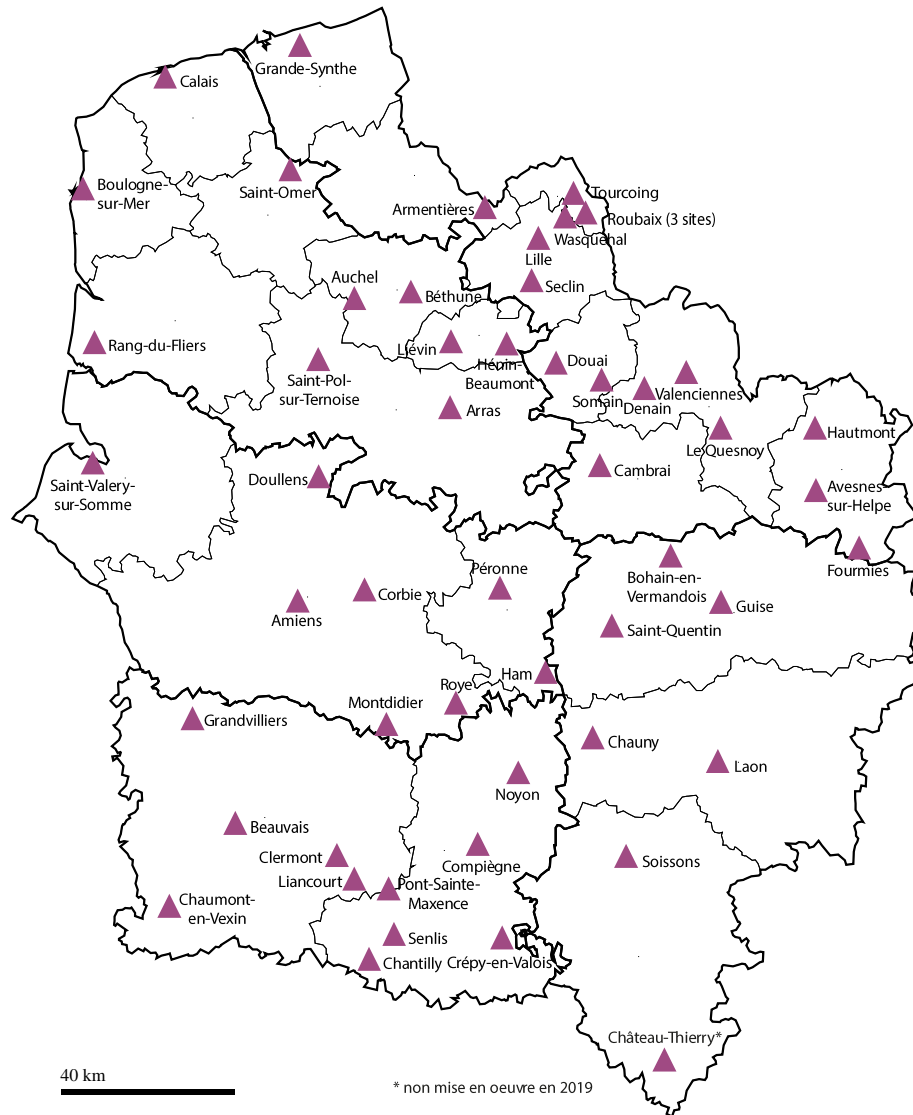 Grande-Synthe
Calais
Boulogne-
sur-Mer
Saint-Omer
Armentières
Tourcoing
Roubaix (3 sites)
Wasquehal
Lille
Seclin
Auchel
Béthune
Rang-du-Fliers
Liévin
Hénin-
Beaumont
Douai
Saint-Pol-
sur-Ternoise
Somain
Denain
Valenciennes
Arras
Le Quesnoy
Hautmont
Saint-Valery-
sur-Somme
Doullens
Cambrai
Avesnes
-sur-Helpe
Fourmies
Péronne
Bohain-en-
Vermandois
Corbie
Amiens
Guise
Saint-Quentin
Ham
Roye
Montdidier
Grandvilliers
Chauny
Laon
Noyon
Beauvais
Clermont
Compiègne
Soissons
Liancourt
Pont-Sainte-
Maxence
Chaumont-
en-Vexin
Senlis
Chantilly
Crépy-en-Valois
Château-Thierry*
40 km
* non mise en oeuvre en 2019